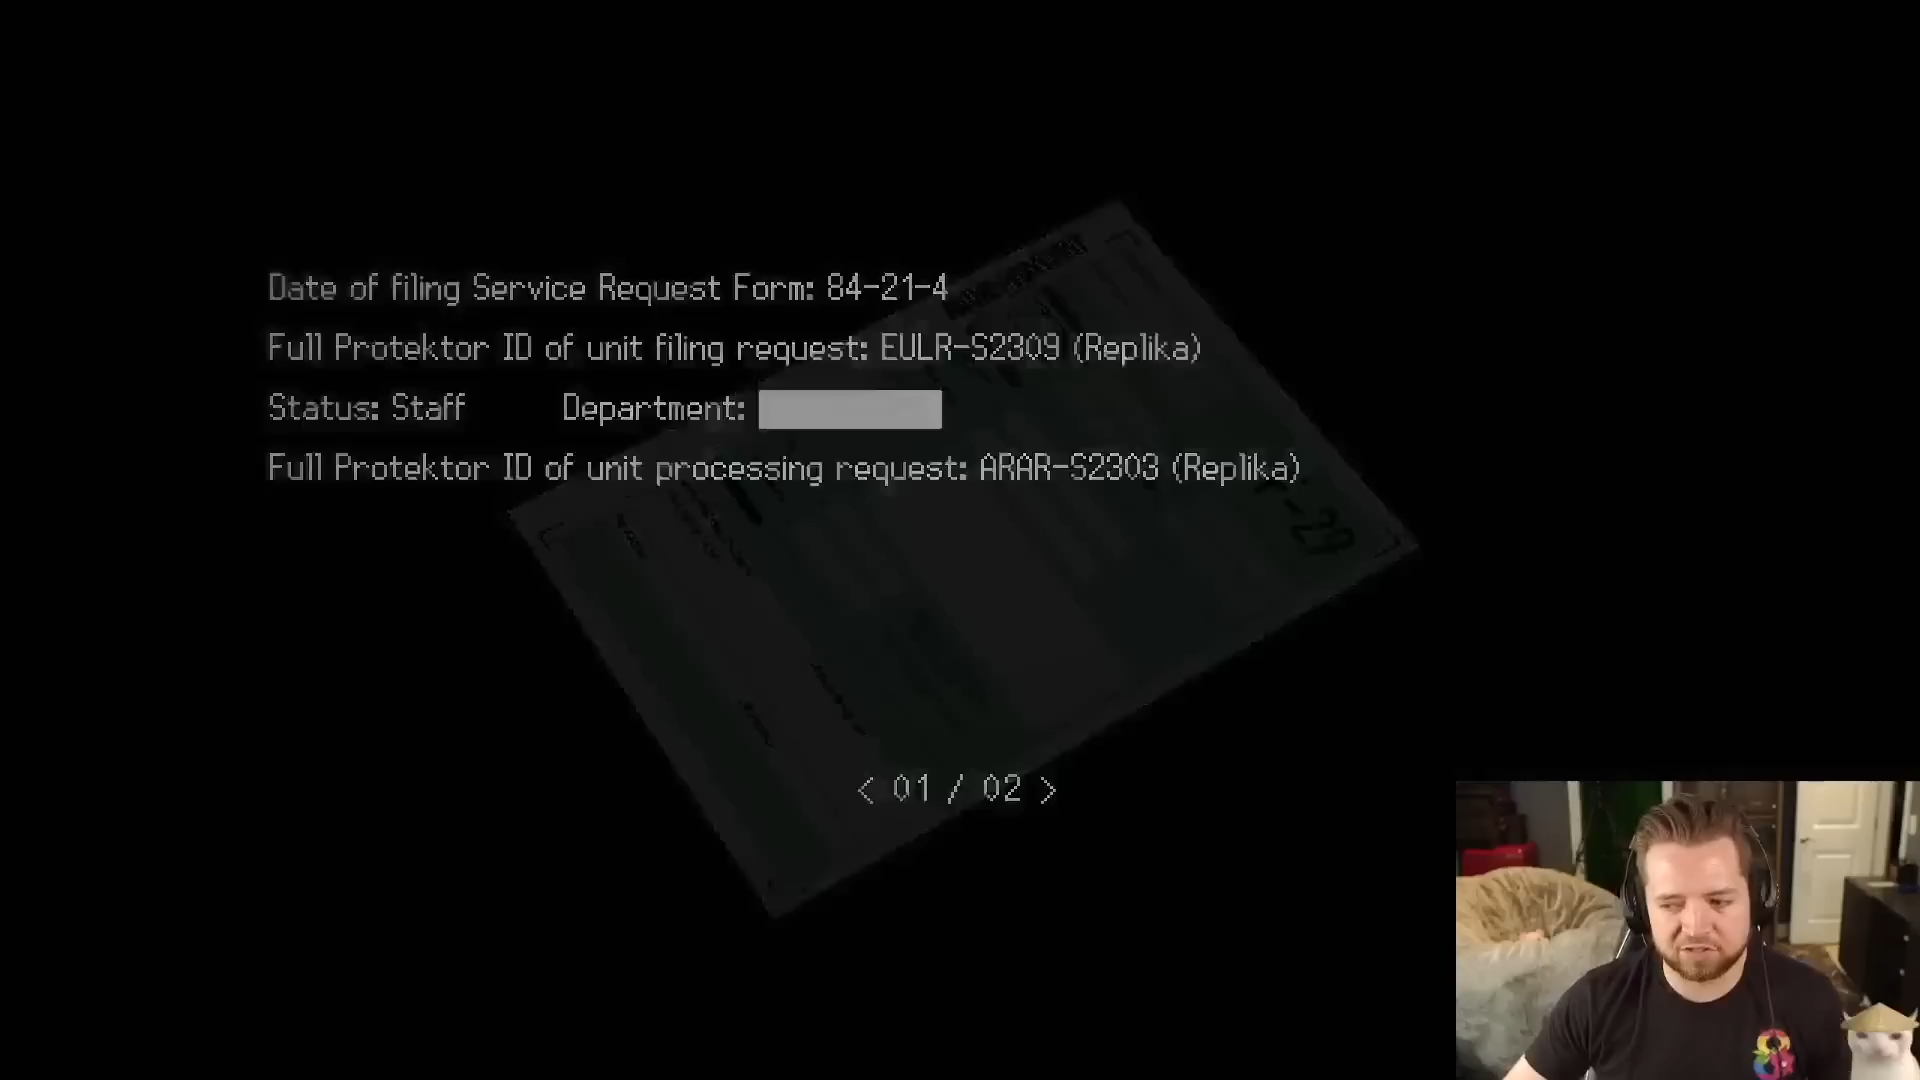 Date of filing Service Request Form: 84-21-4
Full Protektor ID of unit filing request: EULR-S2309 (Replika)
Status: Staff Department:
Full Protektor ID of unit processing request: ARAR-S2303 (Replika)
< 01 / 02 >